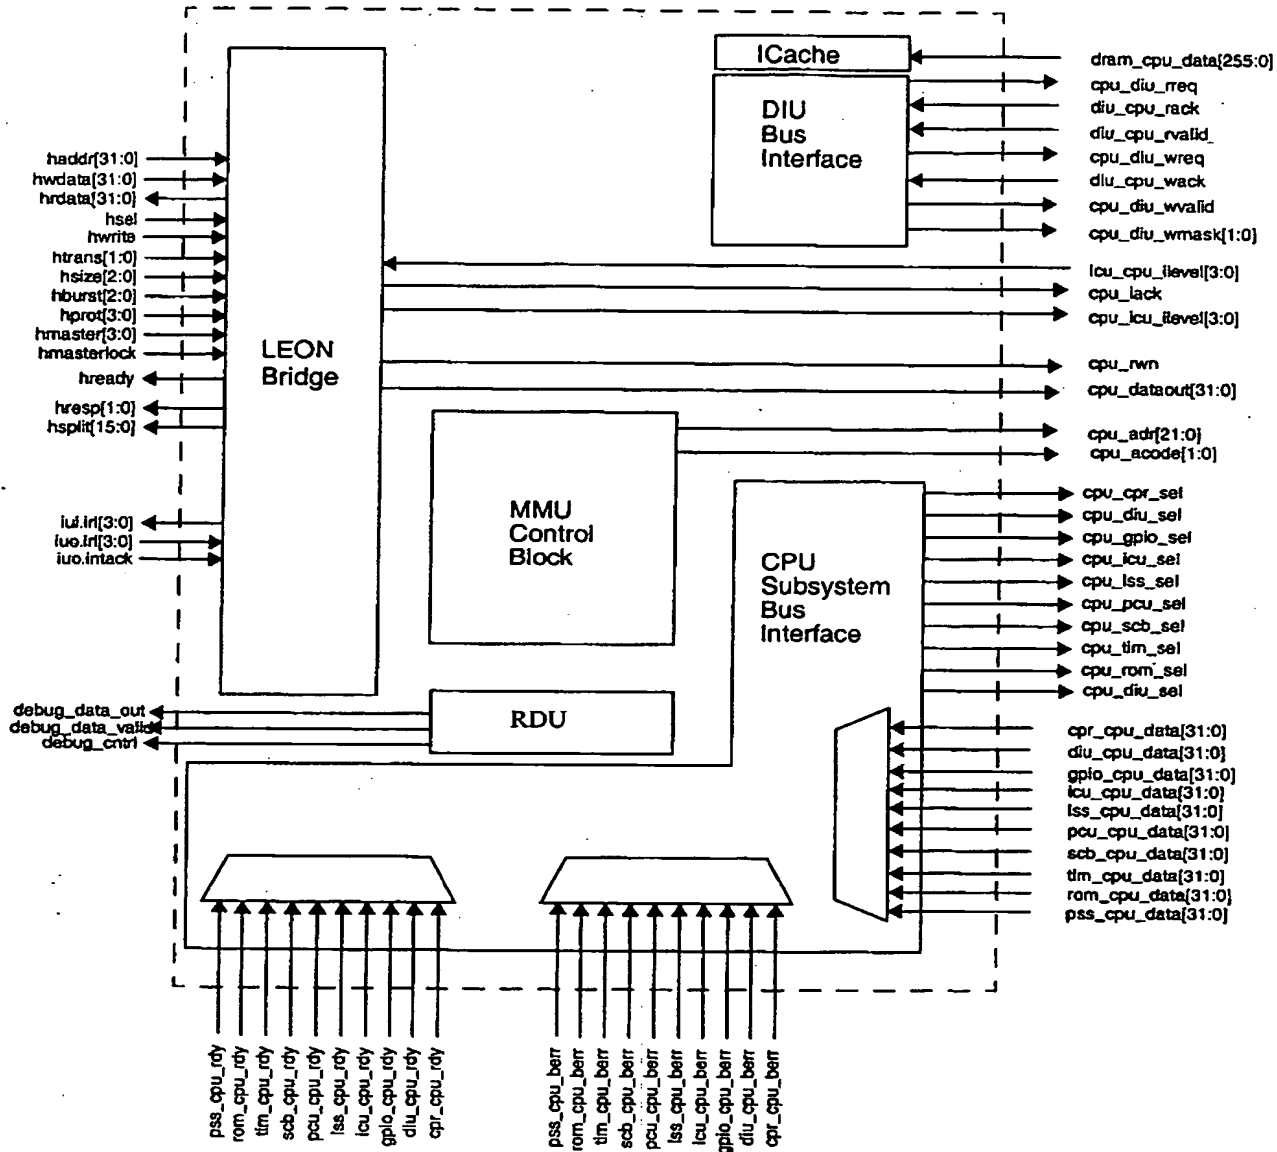 ICache
dram_cpu_data[255:0]
DIU
Bus
Interface
cpu_diu_rreq
diu_cpu_rack
diu_cpu_rvalid
cpu_diu_wreq
diu_cpu_wack
cpu_diu_wvalid
cpu_diu_wmask[1:0]
haddr[31:0]
hwdata[31:0]
hrdata[31:0]
hsel
hwrite
htrans[1:0]
hsize[2:0]
hburst[2:0]
hprot[3:0]
hmaster[3:0]
hmasterlock
hready
hresp[1:0]
hsplit[15:0]
iui.irl[3:0]
iuo.irl[3:0]
iuo.intack
LEON
Bridge
icu_cpu_ilevel[3:0]
cpu_iack
cpu_icu_ilevel[3:0]
cpu_rwn
cpu_dataout[31:0]
cpu_adr[21:0]
cpu_acode[1:0]
MMU
Control
Block
CPU
Subsystem
Bus
Interface
cpu_cpr_sel
cpu_diu_sel
cpu_gpio_sel
cpu_icu_sel
cpu_lss_sel
cpu_pcu_sel
cpu_scb_sel
cpu_tim_sel
cpu_rom_sel
cpu_diu_sel
debug_data_out
debug_data_valid
debug_cntrl
RDU
cpr_cpu_data[31:0]
diu_cpu_data[31:0]
gpio_cpu_data[31:0]
icu_cpu_data[31:0]
lss_cpu_data[31:0]
pcu_cpu_data[31:0]
scb_cpu_data[31:0]
tim_cpu_data[31:0]
rom_cpu_data[31:0]
pss_cpu_data[31:0]
pss_cpu_rdy
rom_cpu_rdy
tim_cpu_rdy
scb_cpu_rdy
pcu_cpu_rdy
lss_cpu_rdy
icu_cpu_rdy
gpio_cpu_rdy
diu_cpu_rdy
cpr_cpu_rdy
pss_cpu_berr
rom_cpu_berr
tim_cpu_berr
scb_cpu_berr
pcu_cpu_berr
lss_cpu_berr
icu_cpu_berr
gpio_cpu_berr
diu_cpu_berr
cpr_cpu_berr